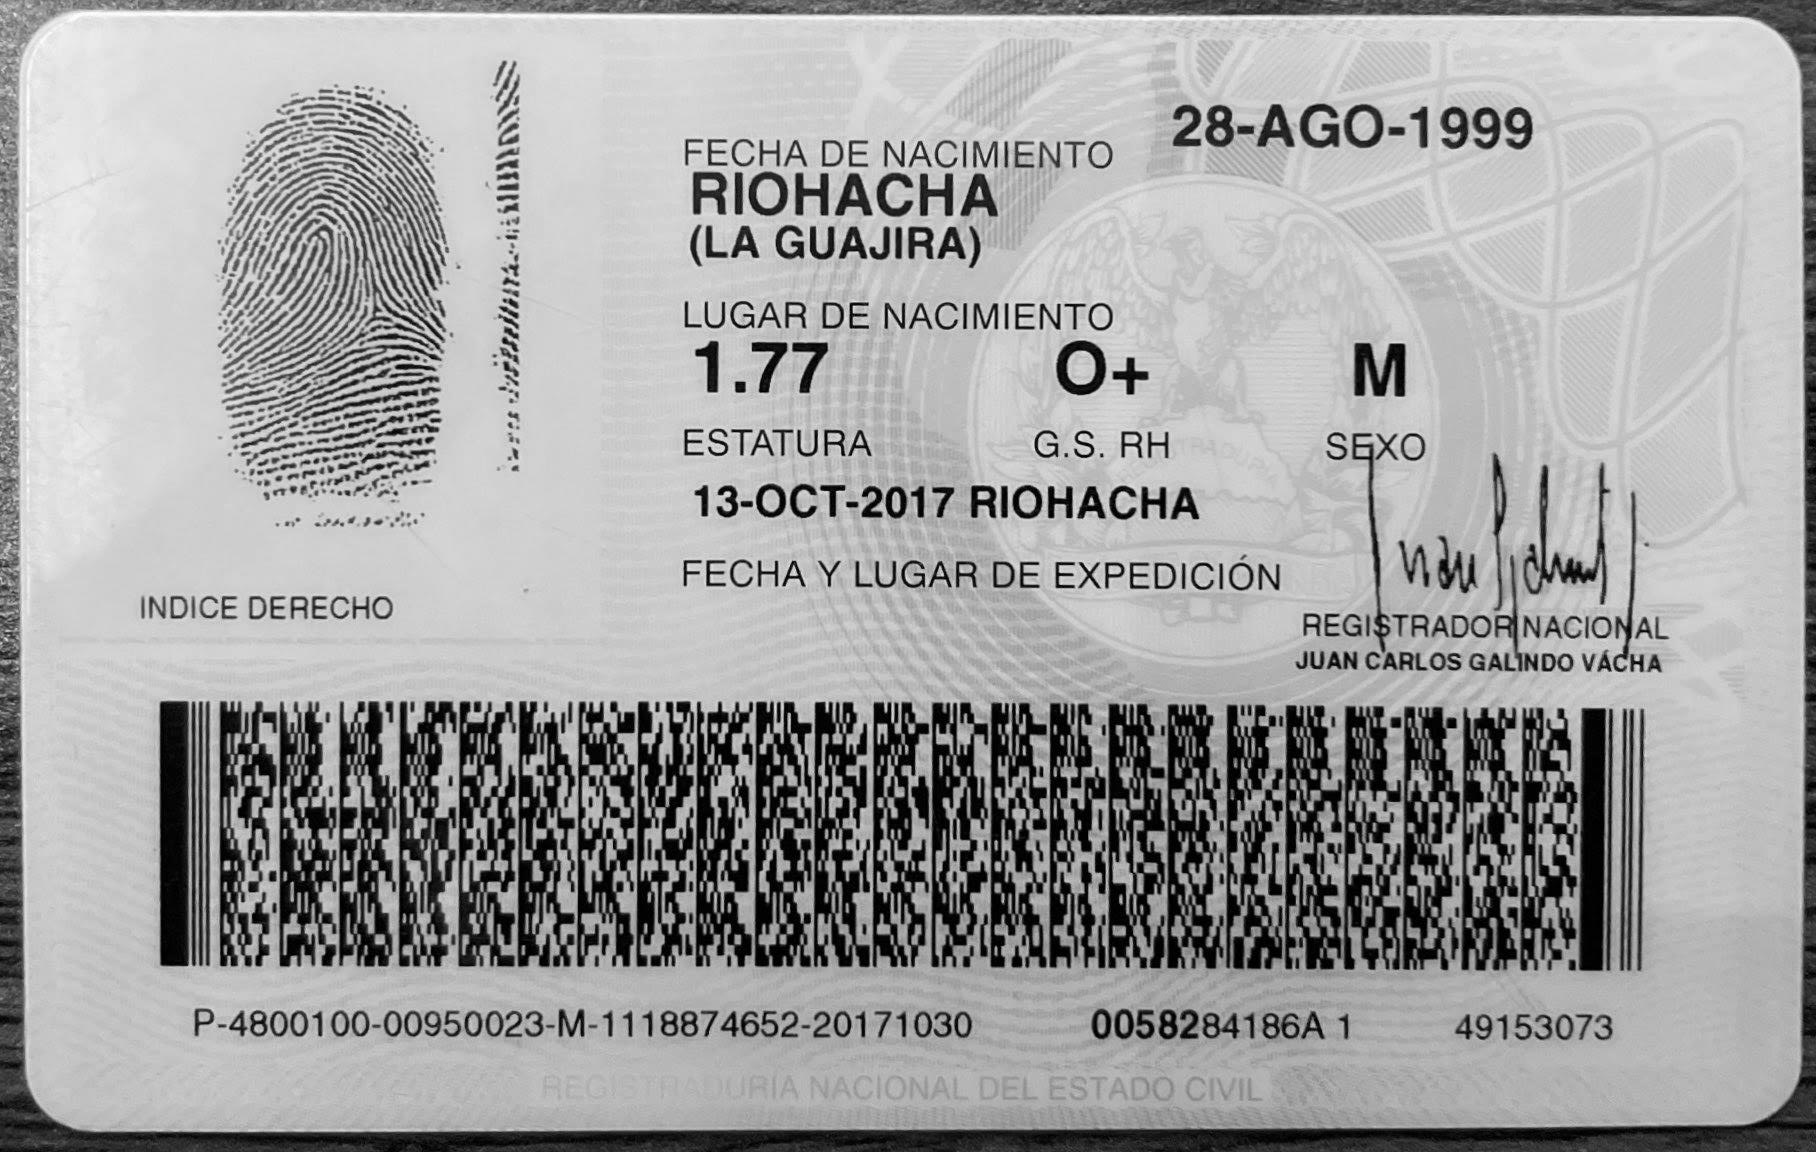 28-AGO-1999
FECHA DE NACIMIENTO
RIOHACHA
(LA GUAJIRA)
LUGAR DE NACIMIENTO
1.77 O+ M
ESTATURA G.S. RH SEXO
13-OCT-2017 RIOHACHA
FECHA Y LUGAR DE EXPEDICIÓN
INDICE DERECHO
REGISTRADOR NACIONAL
JUAN CARLOS GALINDO VÁCHA
P-4800100-00950023-M-1118874652-20171030 0058284186A 1 49153073
REGISTRADURÍA NACIONAL DEL ESTADO CIVIL